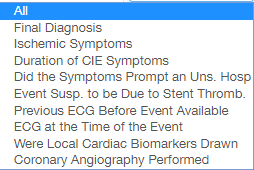 All
Final Diagnosis
Ischemic Symptoms
Duration of CIE Symptoms
Did the Symptoms Prompt an Uns. Hosp
Event Susp. to be Due to Stent Thromb.
Previous ECG Before Event Available
ECG at the Time of the Event
Were Local Cardiac Biomarkers Drawn
Coronary Angiography Performed